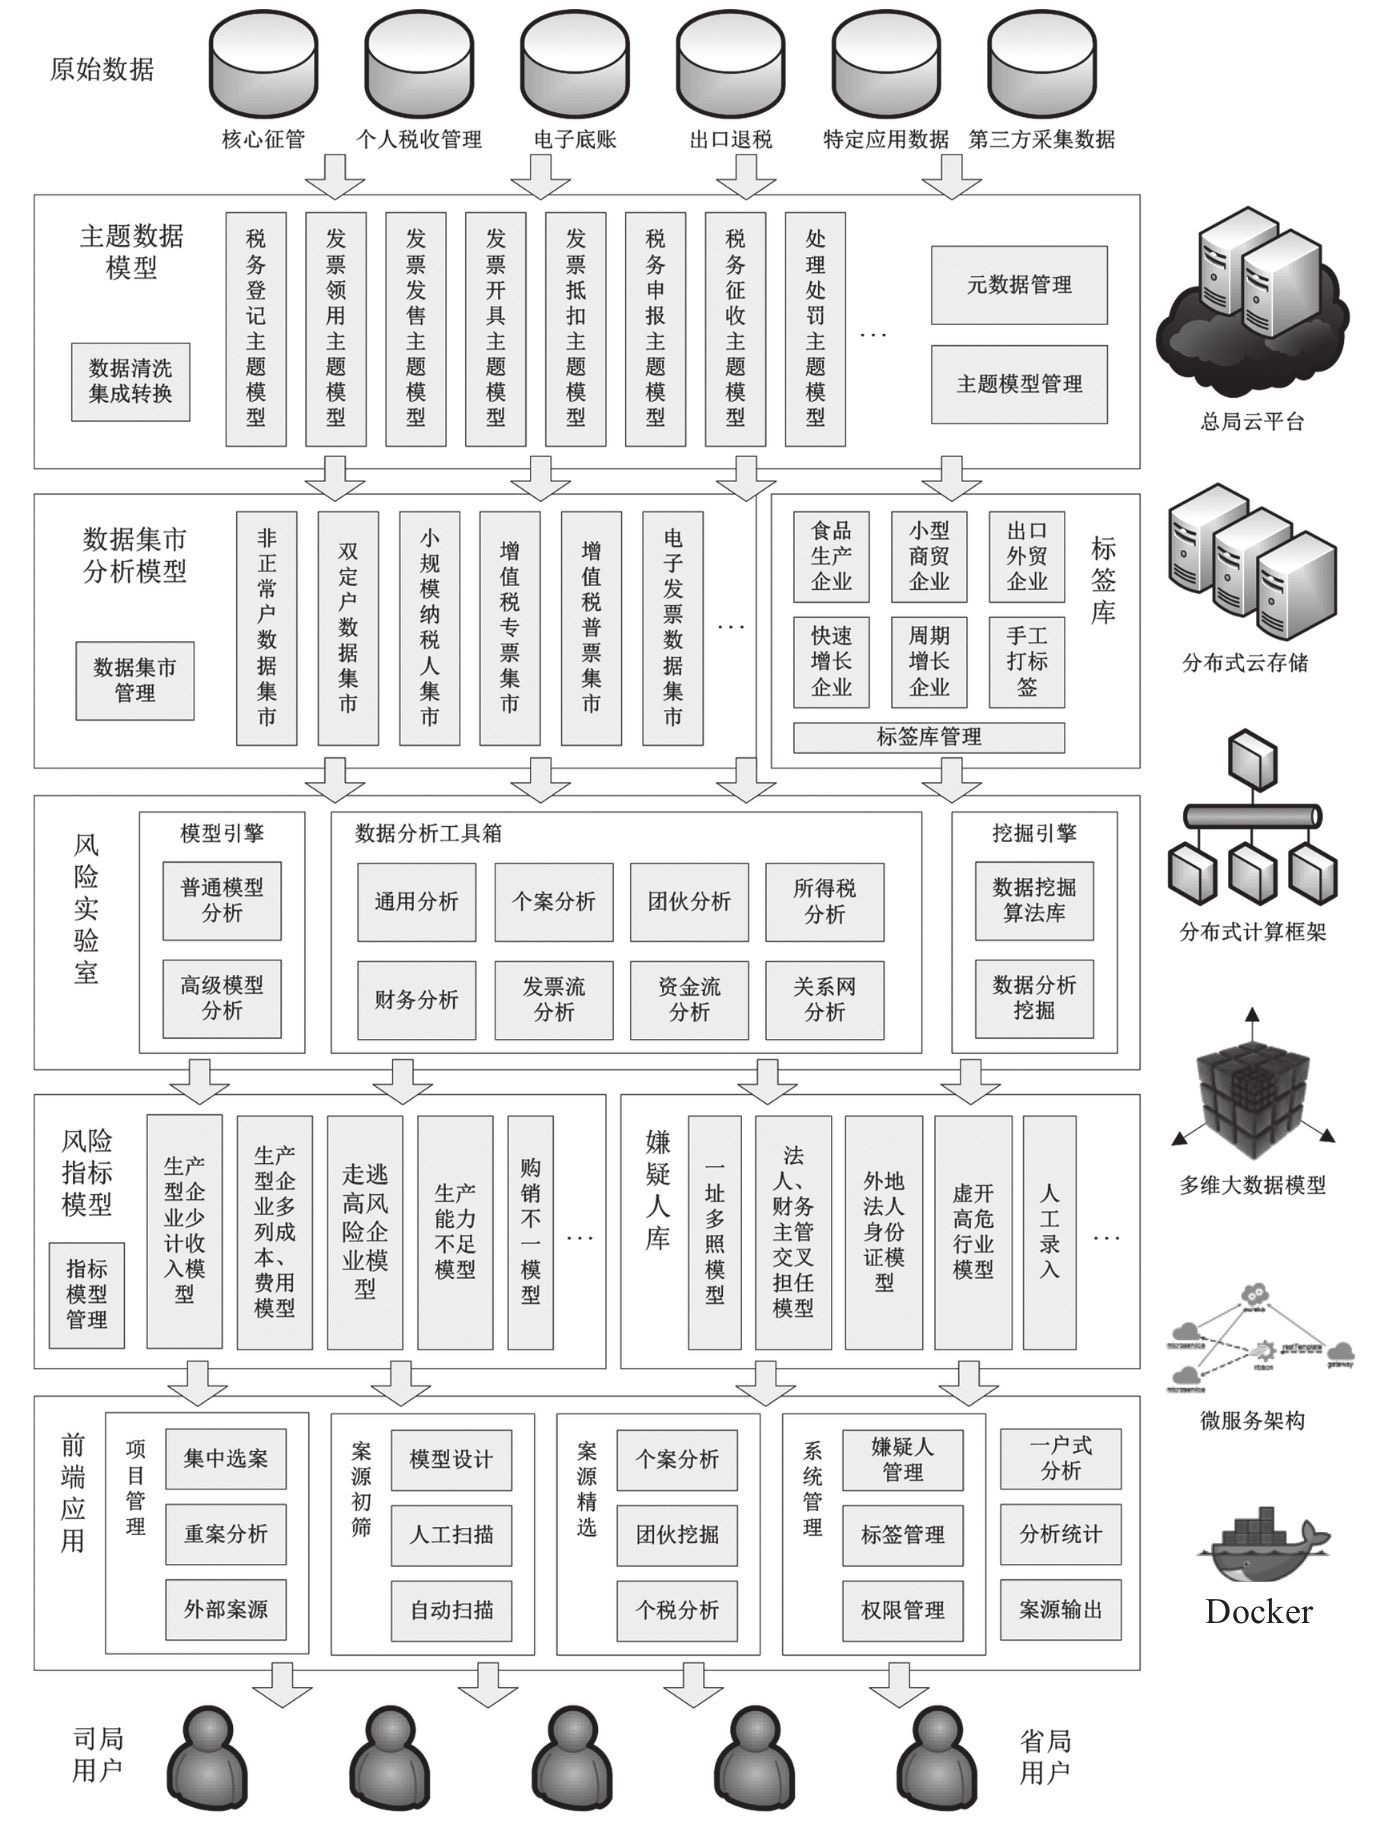 原始数据
核心征管
个人税收管理
电子底账
出口退税
特定应用数据
第三方采集数据
主题数据
模型
数据清洗
集成转换
税务登记主题模型
发票领用主题模型
发票发售主题模型
发票开具主题模型
发票抵扣主题模型
税务申报主题模型
税务征收主题模型
处理处罚主题模型
…
元数据管理
主题模型管理
总局云平台
数据集市
分析模型
数据集市
管理
非正常户数据集市
双定户数据集市
小规模纳税人集市
增值税专票集市
增值税普票集市
电子发票数据集市
…
食品
生产
企业
小型
商贸
企业
出口
外贸
企业
快速
增长
企业
周期
增长
企业
手工
打标
签
标签库管理
标签库
分布式云存储
风险实验室
模型引擎
普通模型
分析
高级模型
分析
数据分析工具箱
通用分析
个案分析
团伙分析
所得税
分析
财务分析
发票流
分析
资金流
分析
关系网
分析
挖掘引擎
数据挖掘
算法库
数据分析
挖掘
分布式计算框架
风险
指标
模型
指标
模型
管理
生产
型企
业少
计收
入模
型
生产
型企
业多
列成
本、
费用
模型
走逃
高风
险企
业模
型
生产
能力
不足
模型
购销不一模型
…
嫌疑人库
一址多照模型
法
人、
财务
主管
交叉
担任
模型
外地
法人
身份
证模
型
虚开
高危
行业
模型
人工录入
…
多维大数据模型
前端应用
项目管理
集中选案
重案分析
外部案源
案源初筛
模型设计
人工扫描
自动扫描
案源精选
个案分析
团伙挖掘
个税分析
系统管理
嫌疑人
管理
标签管理
权限管理
一户式
分析
分析统计
案源输出
microservice
microservice
ribbon
restTemplate
gateway
微服务架构
Docker
司局
用户
省局
用户